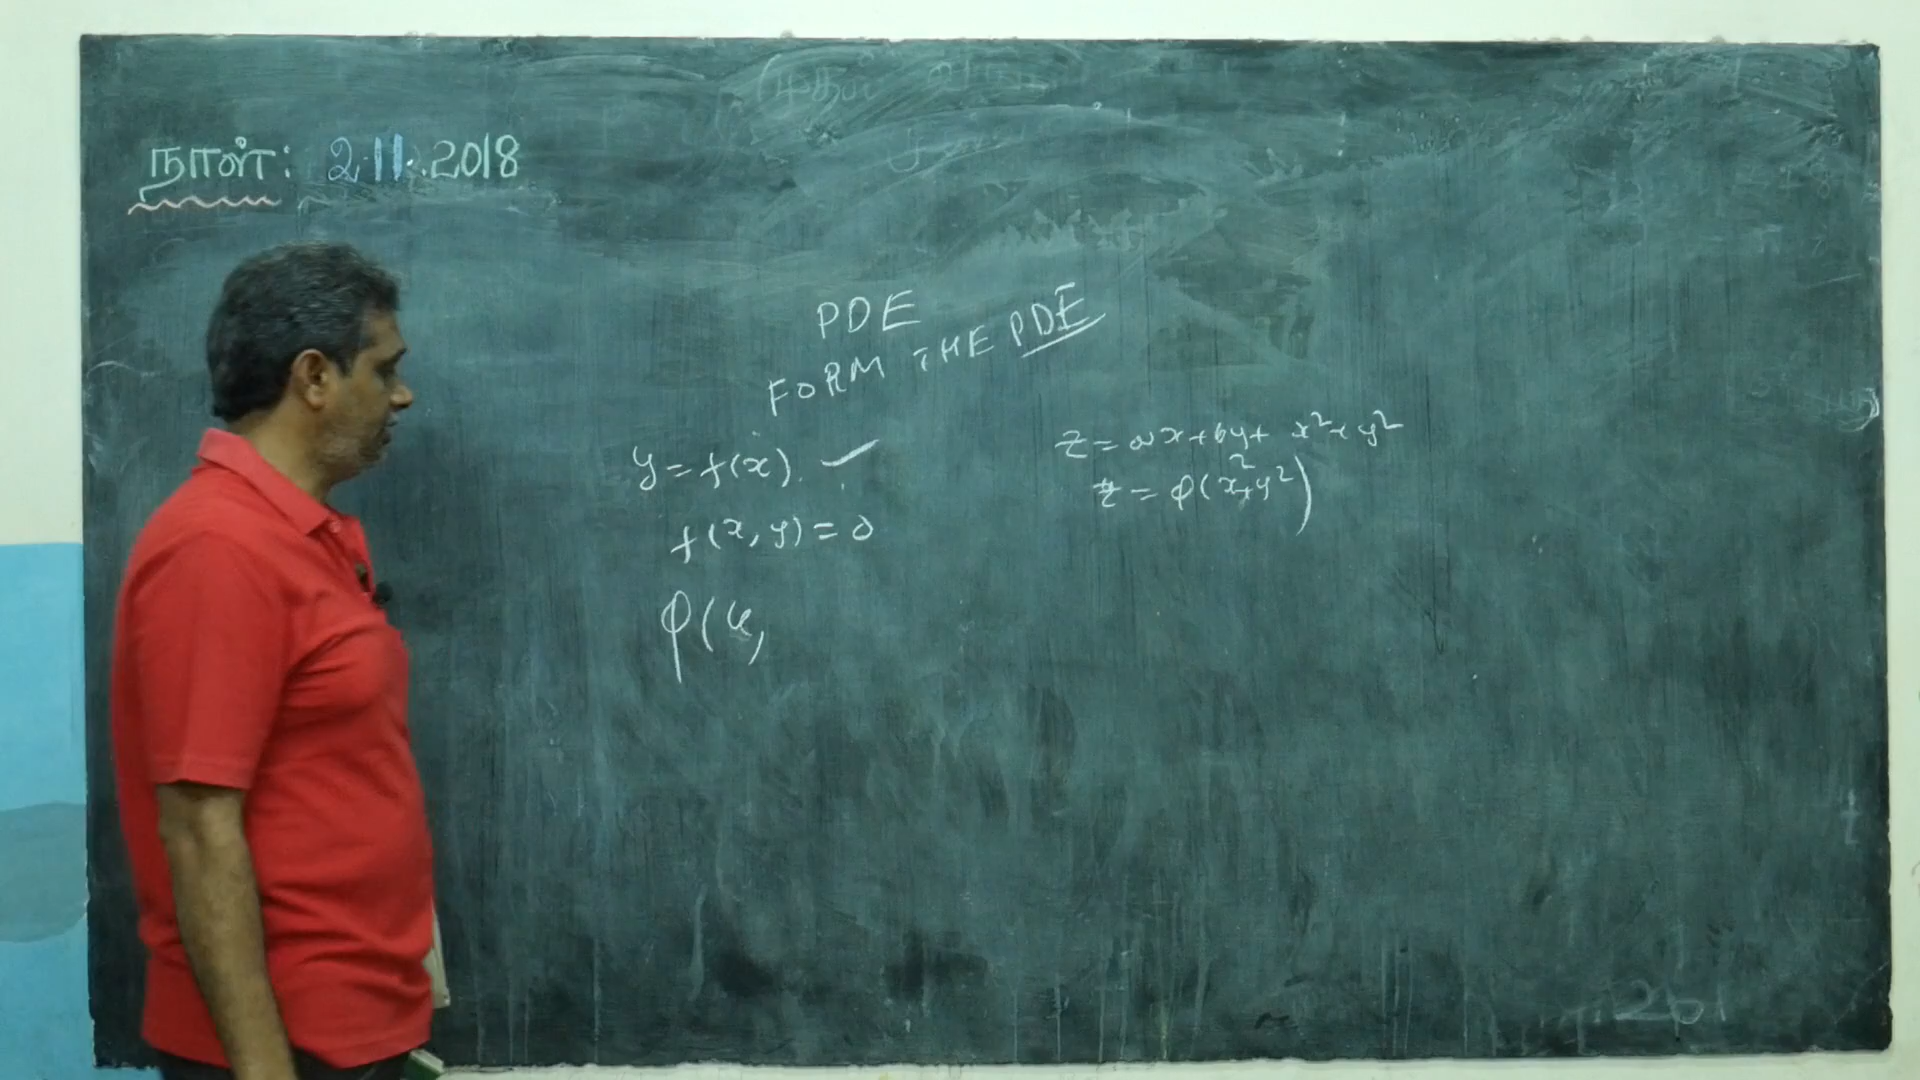 நாள்: 2.11.2018
PDE
FORM THE PDE
y = f(x).
f(x, y) = 0
φ(u,
z = ax + by + x² + y²
z = φ(x² + y²)